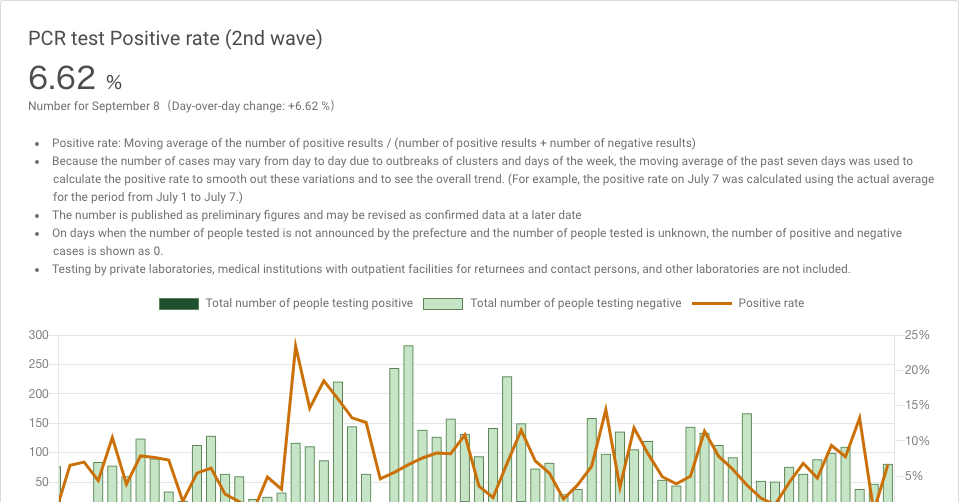 PCR test Positive rate (2nd wave)
6.62 %
Number for September 8 (Day-over-day change: +6.62 %)
• Positive rate: Moving average of the number of positive results / (number of positive results + number of negative results)
• Because the number of cases may vary from day to day due to outbreaks of clusters and days of the week, the moving average of the past seven days was used to
calculate the positive rate to smooth out these variations and to see the overall trend. (For example, the positive rate on July 7 was calculated using the actual average
for the period from July 1 to July 7.)
• The number is published as preliminary figures and may be revised as confirmed data at a later date
• On days when the number of people tested is not announced by the prefecture and the number of people tested is unknown, the number of positive and negative
cases is shown as 0.
• Testing by private laboratories, medical institutions with outpatient facilities for returnees and contact persons, and other laboratories are not included.
Total number of people testing positive Total number of people testing negative Positive rate
300 25%
250
20%
200
15%
150
10%
100
50 5%